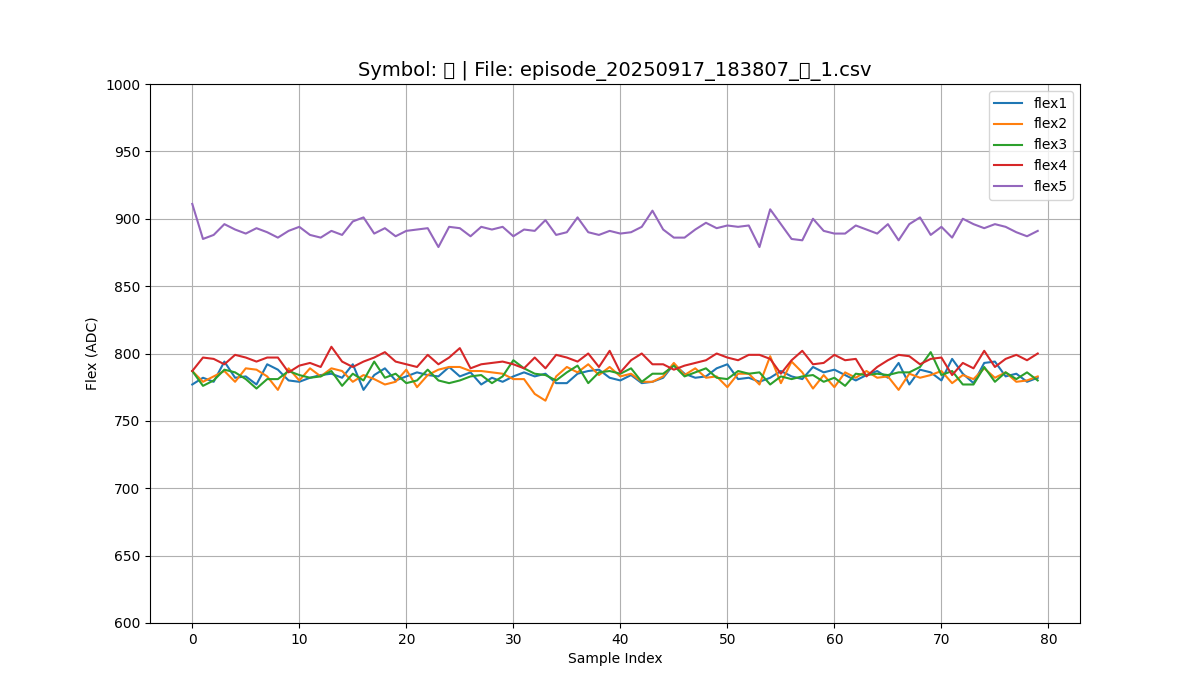 Symbol: | File: episode_20250917_183807_ _1.csv
1000
950
900
850
800
750
700
650
600
Flex (ADC)
0 10 20 30 40 50 60 70 80
Sample Index
flex1
flex2
flex3
flex4
flex5